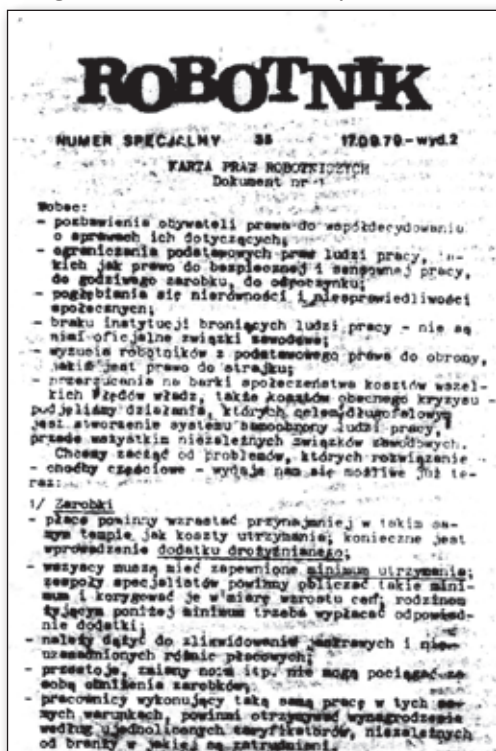 ROBOTNIK
NUMER SPECJALNY 35 17.09.79-wyd.2
KARTA PRAW ROBOTNICZYCH
Dokument nr 1
Wobec:
- pozbawienia obywateli prawa do współdecydowaniu
o sprawach ich dotyczących;
- ograniczania podstawowych praw ludzi pracy, ta-
kich jak prawo do bezpiecznej i sensownej pracy,
do godziwego zarobku, do odpoczynku;
- pogłębiania się nierówności i niesprawiedliwości
społecznej;
- braku instytucji broniących ludzi pracy - nie są
nimi oficjalne związki zawodowe;
- wyzucia robotników z podstawowego prawa do obrony,
jakim jest prawo do strajku;
- przerzucania na barki społeczeństwa kosztów wszel-
kich błędów władz, także kosztów obecnego kryzysu -
podjęliśmy działania, których celem długofalowym
jest stworzenie systemu samoobrony ludzi pracy,
przede wszystkim niezależnych związków zawodowych.
Chcemy zacząć od problemów, których rozwiązanie -
- choćby częściowe - wydaje nam się możliwe już te-
raz:
1/ Zarobki
- płace powinny wzrastać przynajmniej w takim sa-
mym tempie jak koszty utrzymania; konieczne jest
wprowadzenie dodatku drożyźnianego;
- wszyscy muszą mieć zapewnione minimum utrzymania;
zespoły specjalistów powinny obliczać takie mini-
mum i korygować je w miarę wzrostu cen; rodzinom
żyjącym poniżej minimum trzeba wypłacać odpowied-
nie dodatki;
- należy dążyć do zlikwidowania jaskrawych i nieu-
zasadnionych różnic płacowych;
- przestoje, zmiany norm itp. nie mogą pociągać za
sobą obniżenia zarobków;
- pracownicy wykonujący taką samą pracę w tych sa-
mych warunkach, powinni otrzymywać wynagrodzenie
według ujednoliconych taryfikatorów, niezależnych
od branży w jakiej są zatrudnieni.